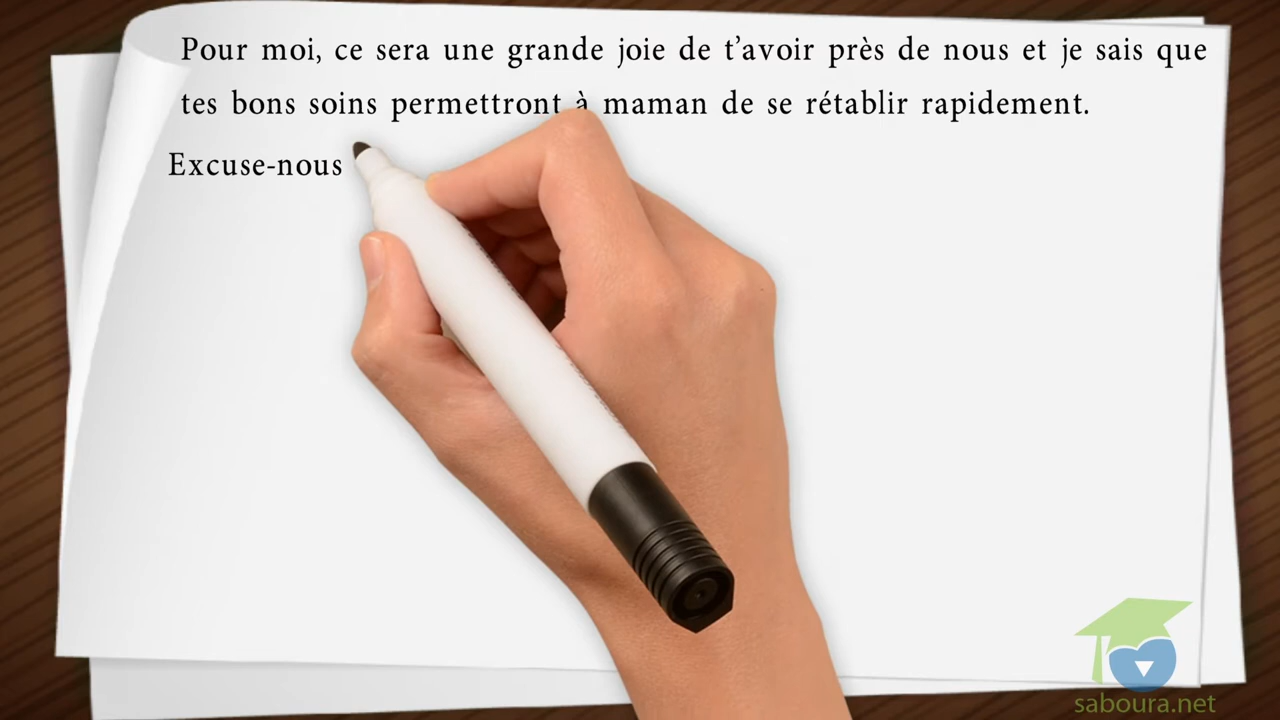 Pour moi, ce sera une grande joie de t’avoir près de nous et je sais que
tes bons soins permettront à maman de se rétablir rapidement.
Excuse-nous
saboura.net